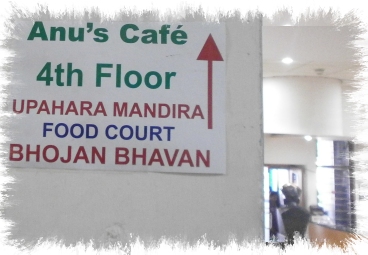 Anu's Café
4th Floor
UPAHARA MANDIRA
FOOD COURT
BHOJAN BHAVAN